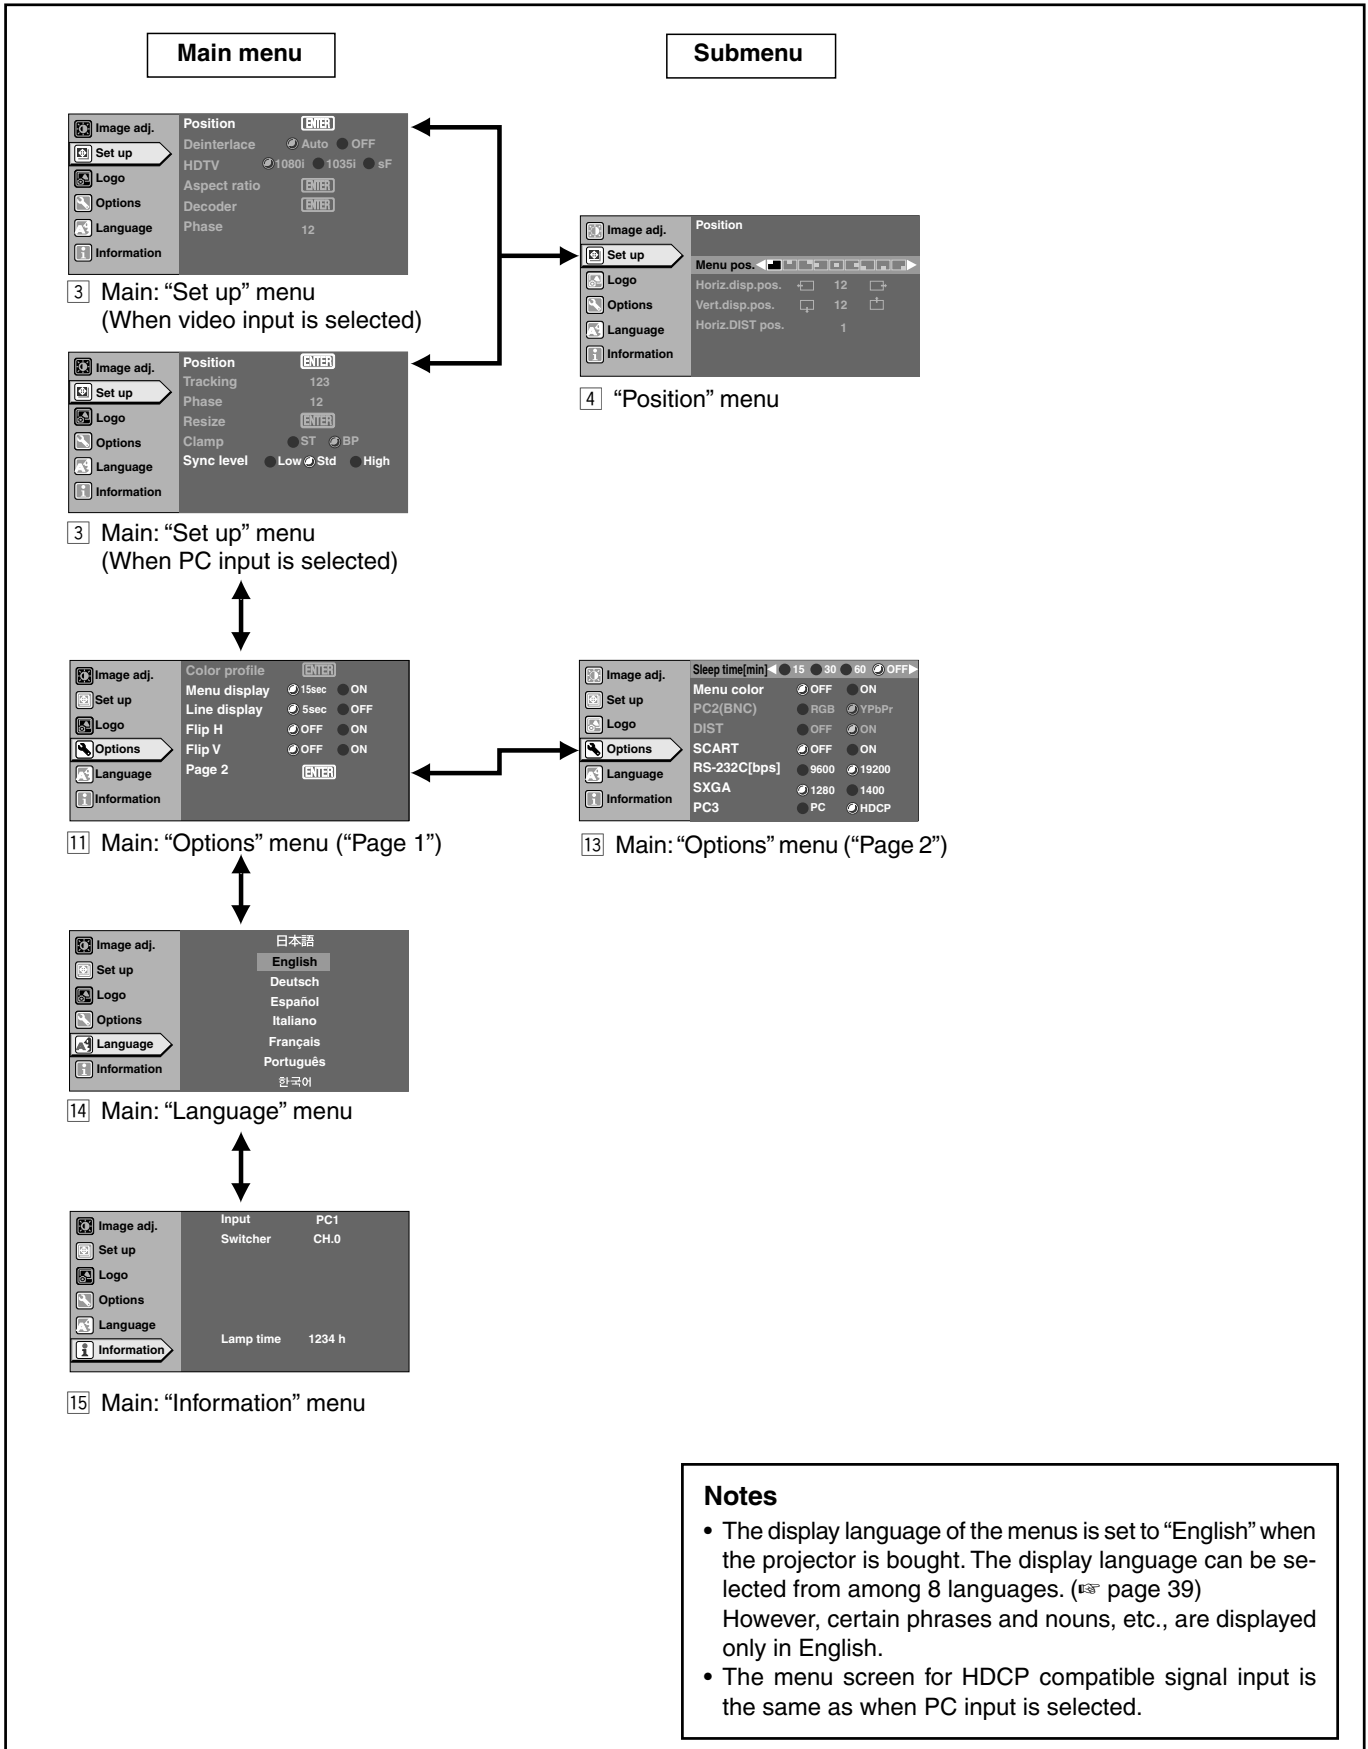 Main menu
Submenu
Image adj.
Set up
Logo
Options
Language
Information
Position ENTER
Deinterlace Auto OFF
HDTV 1080i 1035i sF
Aspect ratio ENTER
Decoder ENTER
Phase 12
3 Main: “Set up” menu
(When video input is selected)
Image adj.
Set up
Logo
Options
Language
Information
Position
Menu pos.
Horiz.disp.pos. 12
Vert.disp.pos. 12
Horiz.DIST pos. 1
4 “Position” menu
Image adj.
Set up
Logo
Options
Language
Information
Position ENTER
Tracking 123
Phase 12
Resize ENTER
Clamp ST BP
Sync level Low Std High
3 Main: “Set up” menu
(When PC input is selected)
Image adj.
Set up
Logo
Options
Language
Information
Color profile ENTER
Menu display 15sec ON
Line display 5sec OFF
Flip H OFF ON
Flip V OFF ON
Page 2 ENTER
11 Main: “Options” menu (“Page 1”)
Image adj.
Set up
Logo
Options
Language
Information
Sleep time[min] 15 30 60 OFF
Menu color OFF ON
PC2(BNC) RGB YPbPr
DIST OFF ON
SCART OFF ON
RS-232C[bps] 9600 19200
SXGA 1280 1400
PC3 PC HDCP
13 Main: “Options” menu (“Page 2”)
Image adj.
Set up
Logo
Options
Language
Information
日本語
English
Deutsch
Español
Italiano
Français
Português
한국어
14 Main: “Language” menu
Image adj.
Set up
Logo
Options
Language
Information
Input PC1
Switcher CH.0
Lamp time 1234 h
15 Main: “Information” menu
Notes
• The display language of the menus is set to “English” when
the projector is bought. The display language can be se-
lected from among 8 languages. (☞ page 39)
However, certain phrases and nouns, etc., are displayed
only in English.
• The menu screen for HDCP compatible signal input is
the same as when PC input is selected.